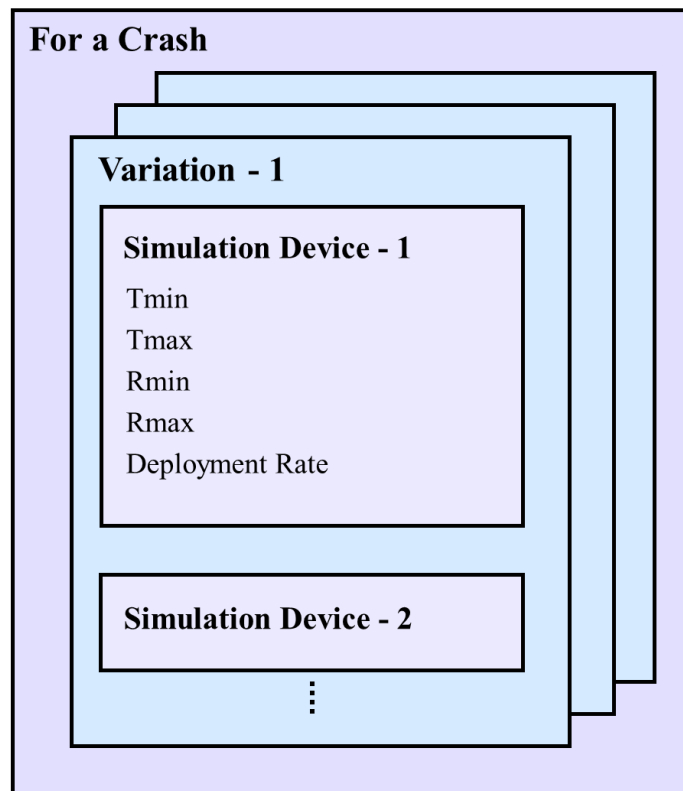 For a Crash
Variation - 1
Simulation Device - 1
Tmin
Tmax
Rmin
Rmax
Deployment Rate
Simulation Device - 2